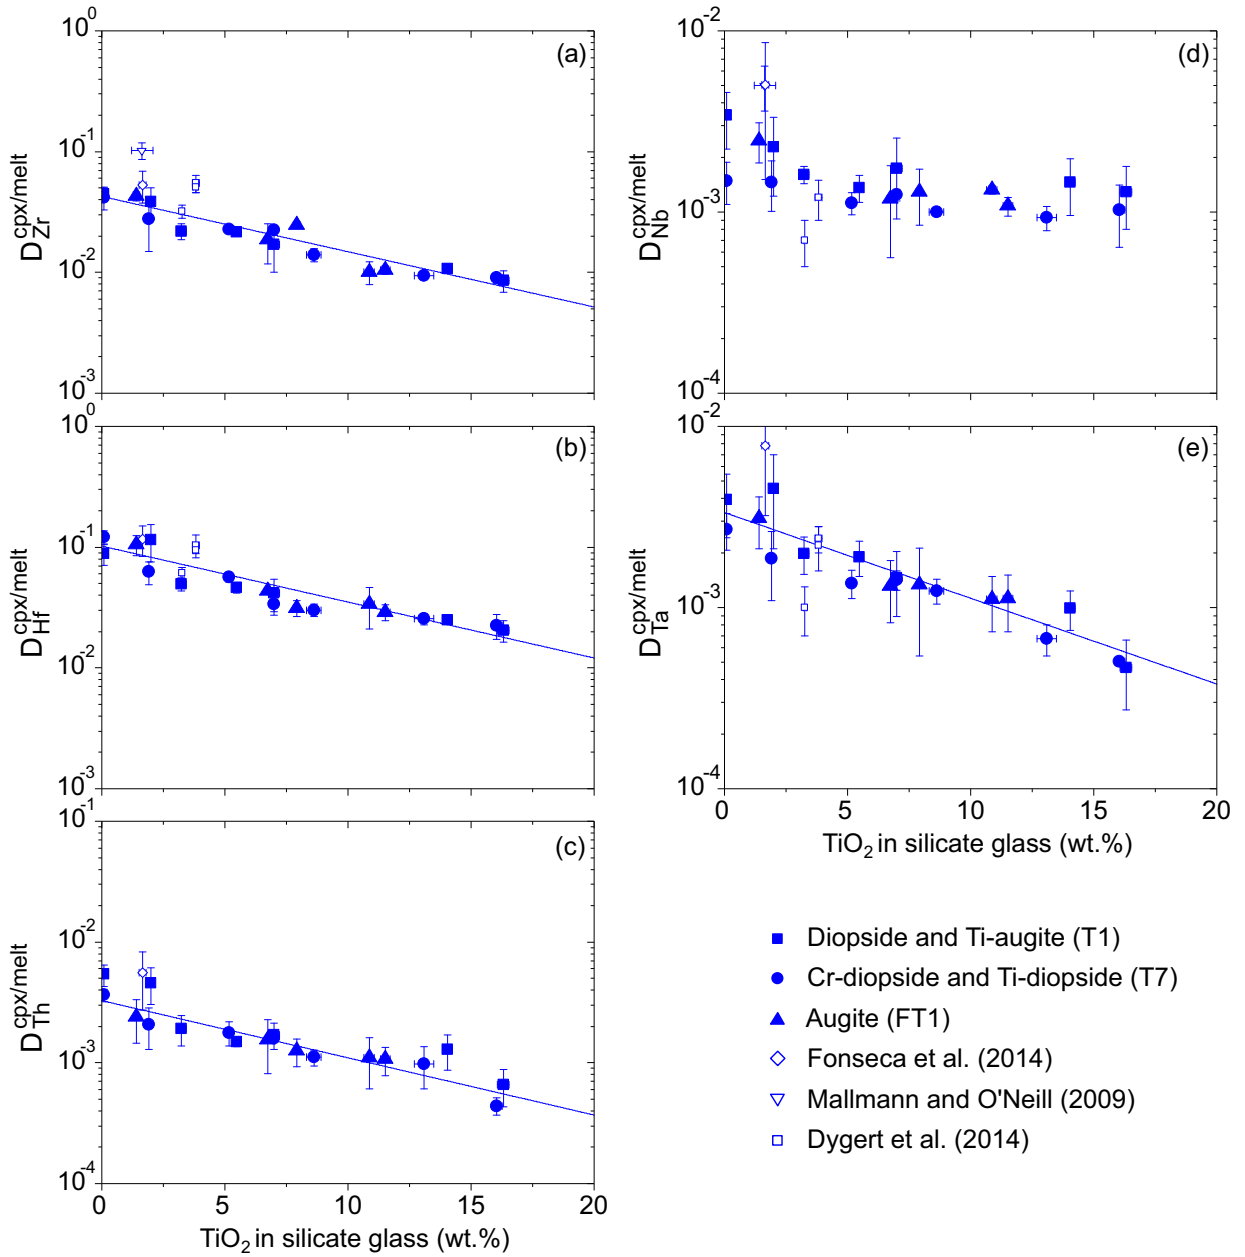 (a)
10^0
10^-1
10^-2
10^-3
D_Zr^cpx/melt
(b)
10^0
10^-1
10^-2
10^-3
D_Hf^cpx/melt
(c)
10^-1
10^-2
10^-3
10^-4
D_Th^cpx/melt
0 5 10 15 20
TiO₂ in silicate glass (wt.%)
(d)
10^-2
10^-3
10^-4
D_Nb^cpx/melt
(e)
10^-2
10^-3
10^-4
D_Ta^cpx/melt
0 5 10 15 20
TiO₂ in silicate glass (wt.%)
Diopside and Ti-augite (T1)
Cr-diopside and Ti-diopside (T7)
Augite (FT1)
Fonseca et al. (2014)
Mallmann and O'Neill (2009)
Dygert et al. (2014)